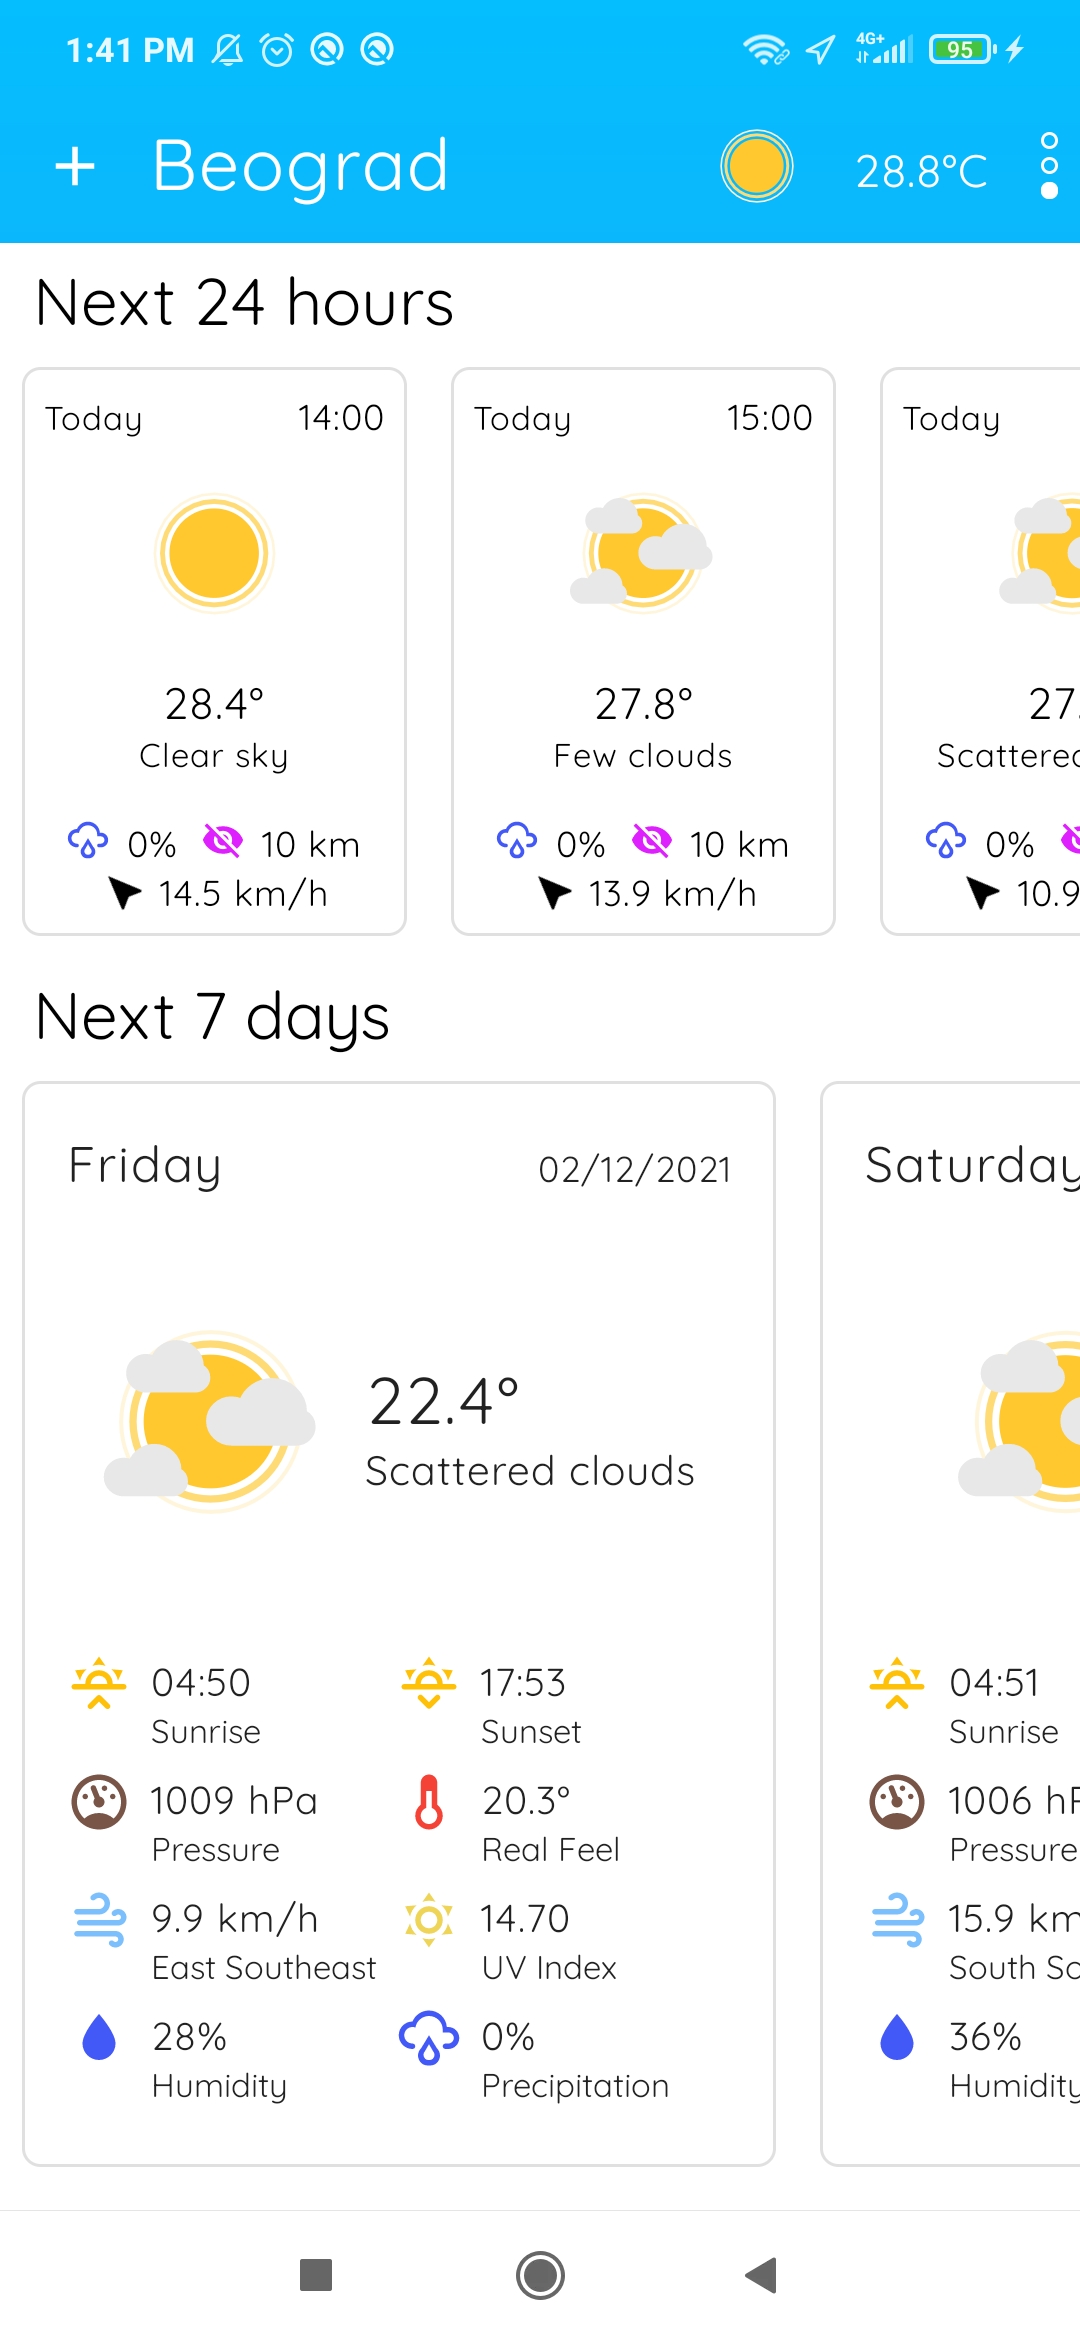 1:41 PM 4G+ 95
+ Beograd 28.8°C
Next 24 hours
Today 14:00 Today 15:00 Today
28.4° 27.8° 27.
Clear sky Few clouds Scattered
0% 10 km 0% 10 km 0%
14.5 km/h 13.9 km/h 10.9
Next 7 days
Friday 02/12/2021 Saturday
22.4°
Scattered clouds
04:50 17:53 04:51
Sunrise Sunset Sunrise
1009 hPa 20.3° 1006 hP
Pressure Real Feel Pressure
9.9 km/h 14.70 15.9 km
East Southeast UV Index South So
28% 0% 36%
Humidity Precipitation Humidity